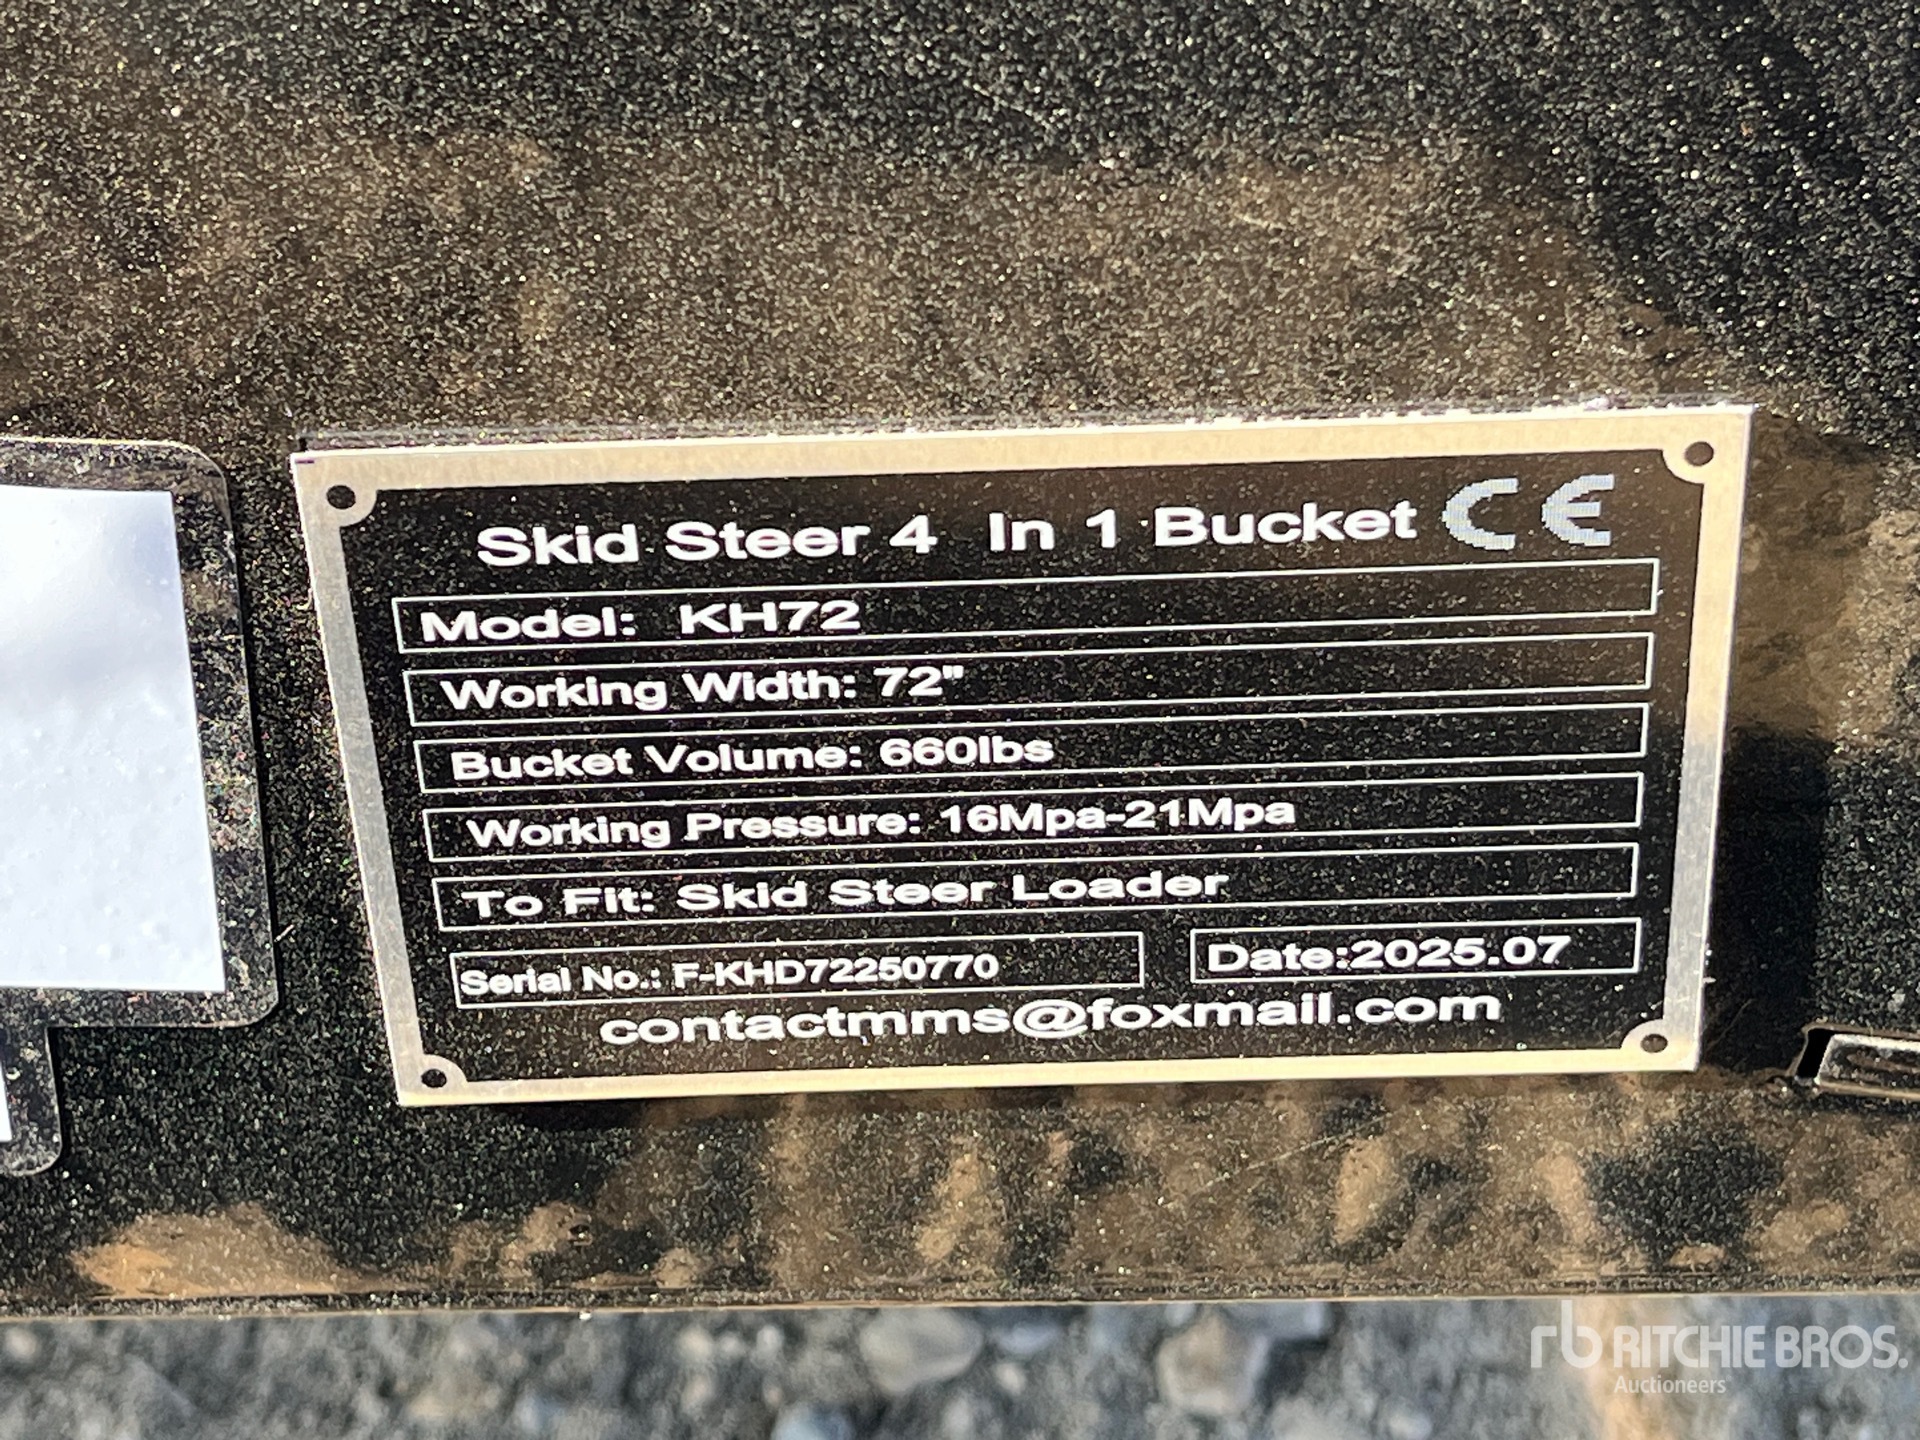 Skid Steer 4 In 1 Bucket CE
Model: KH72
Working Width: 72"
Bucket Volume: 660lbs
Working Pressure: 16Mpa-21Mpa
To Fit: Skid Steer Loader
Serial No.: F-KHD72250770 Date:2025.07
contactmms@foxmail.com
rb RITCHIE BROS.
Auctioneers